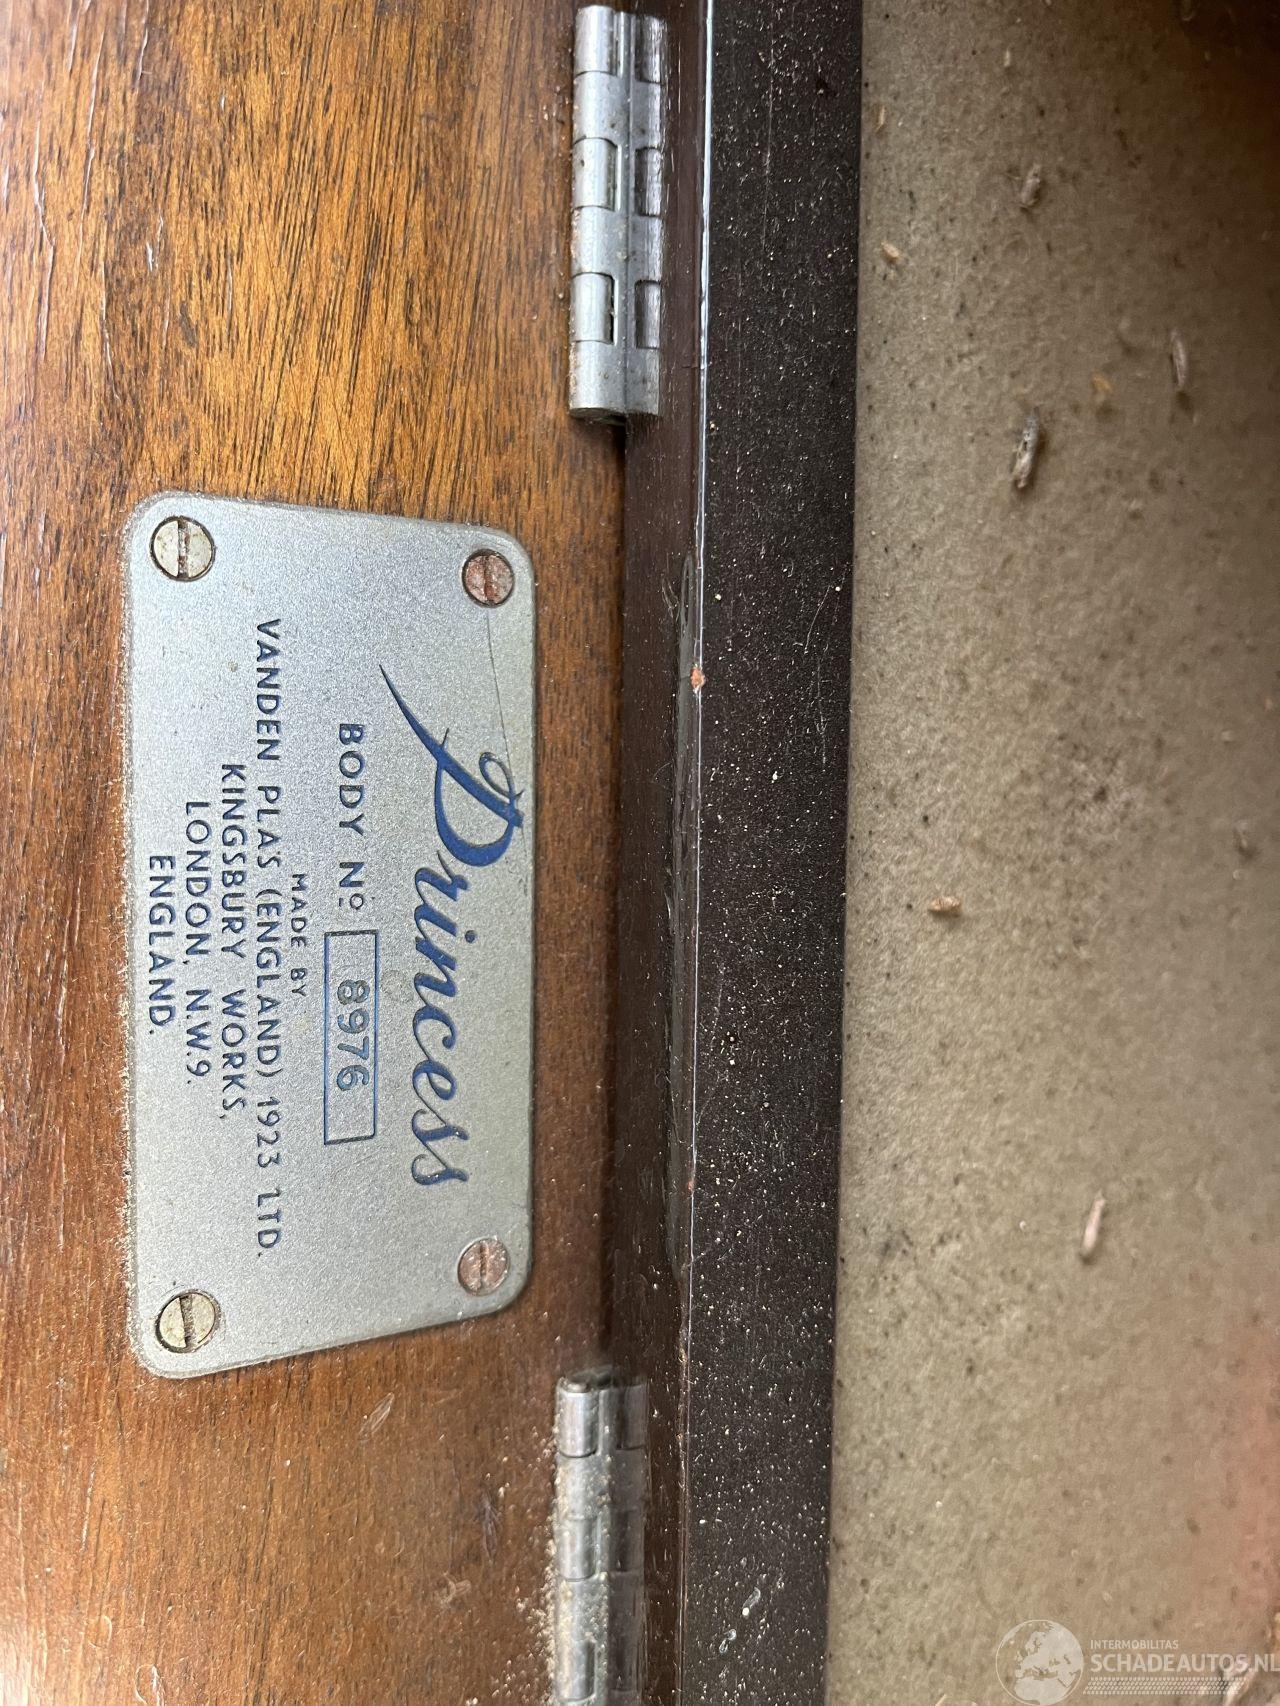 Princess
BODY Nº 8976
MADE BY
VANDEN PLAS (ENGLAND) 1923 LTD.
KINGSBURY WORKS,
LONDON, N.W.9.
ENGLAND.
INTERMOBILITAS
SCHADEAUTOS.NL